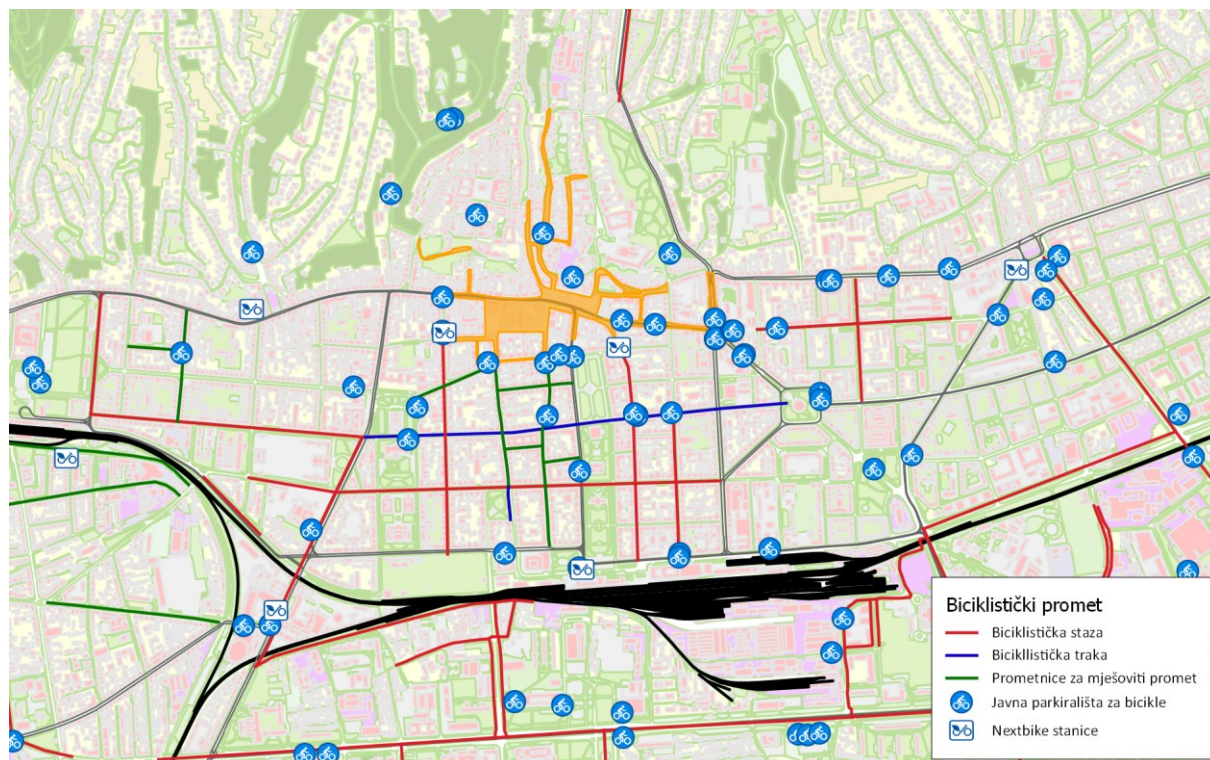 Biciklistički promet
Biciklistička staza
Bicikllistička traka
Prometnice za mješoviti promet
Javna parkirališta za bicikle
Nextbike stanice